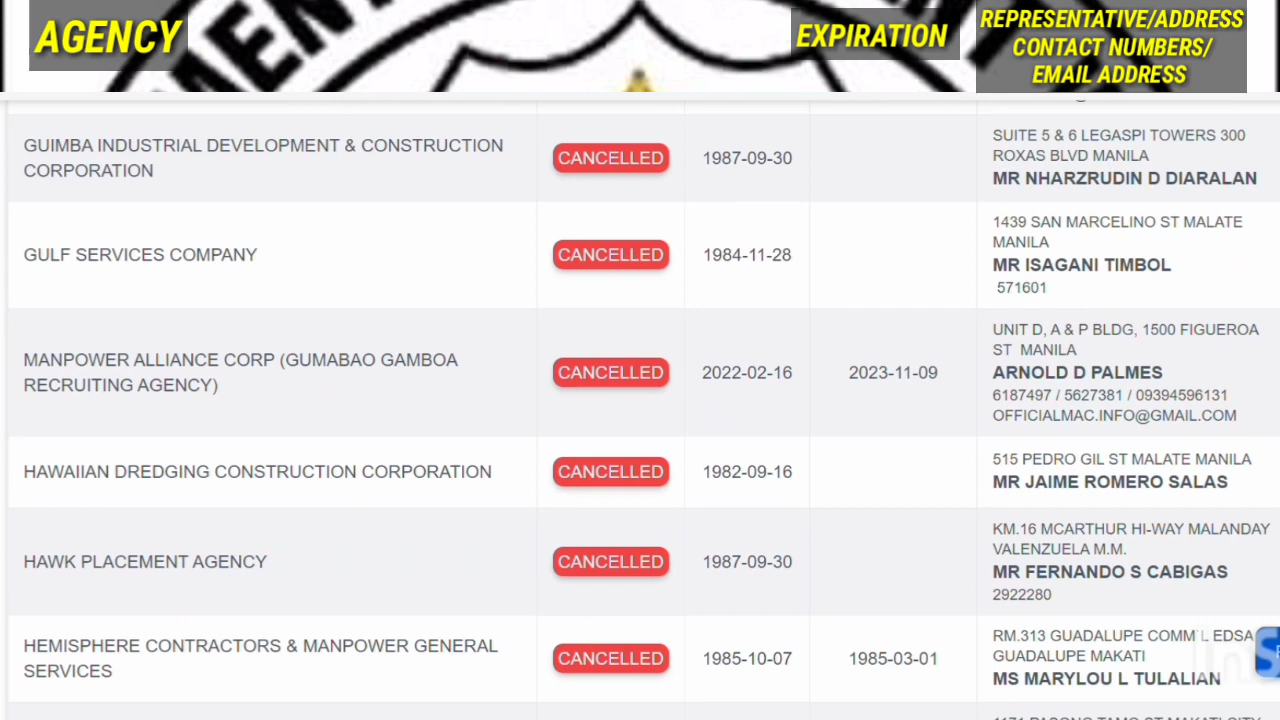 AGENCY
EXPIRATION
REPRESENTATIVE/ADDRESS
CONTACT NUMBERS/
EMAIL ADDRESS
GUIMBA INDUSTRIAL DEVELOPMENT & CONSTRUCTION
CORPORATION
CANCELLED
1987-09-30
SUITE 5 & 6 LEGASPI TOWERS 300
ROXAS BLVD MANILA
MR NHARZRUDIN D DIARALAN
GULF SERVICES COMPANY
CANCELLED
1984-11-28
1439 SAN MARCELINO ST MALATE
MANILA
MR ISAGANI TIMBOL
571601
MANPOWER ALLIANCE CORP (GUMABAO GAMBOA
RECRUITING AGENCY)
CANCELLED
2022-02-16
2023-11-09
UNIT D, A & P BLDG, 1500 FIGUEROA
ST MANILA
ARNOLD D PALMES
6187497 / 5627381 / 09394596131
OFFICIALMAC.INFO@GMAIL.COM
HAWAIIAN DREDGING CONSTRUCTION CORPORATION
CANCELLED
1982-09-16
515 PEDRO GIL ST MALATE MANILA
MR JAIME ROMERO SALAS
HAWK PLACEMENT AGENCY
CANCELLED
1987-09-30
KM.16 MCARTHUR HI-WAY MALANDAY
VALENZUELA M.M.
MR FERNANDO S CABIGAS
2922280
HEMISPHERE CONTRACTORS & MANPOWER GENERAL
SERVICES
CANCELLED
1985-10-07
1985-03-01
RM.313 GUADALUPE COMM'L EDSA
GUADALUPE MAKATI
MS MARYLOU L TULALIAN